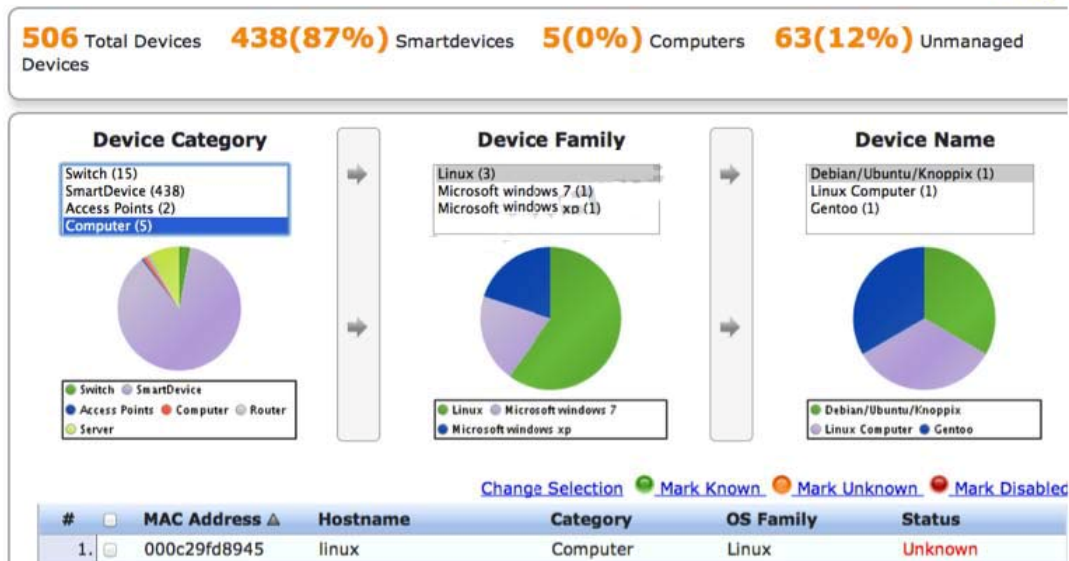 506 Total Devices 438(87%) Smartdevices 5(0%) Computers 63(12%) Unmanaged
Devices
Device Category
Switch (15)
SmartDevice (438)
Access Points (2)
Computer (5)
Switch SmartDevice
Access Points Computer Router
Server
Device Family
Linux (3)
Microsoft windows 7 (1)
Microsoft windows xp (1)
Linux Microsoft windows 7
Microsoft windows xp
Device Name
Debian/Ubuntu/Knoppix (1)
Linux Computer (1)
Gentoo (1)
Debian/Ubuntu/Knoppix
Linux Computer Gentoo
Change Selection Mark Known Mark Unknown Mark Disabled
# MAC Address Hostname Category OS Family Status
1. 000c29fd8945 linux Computer Linux Unknown